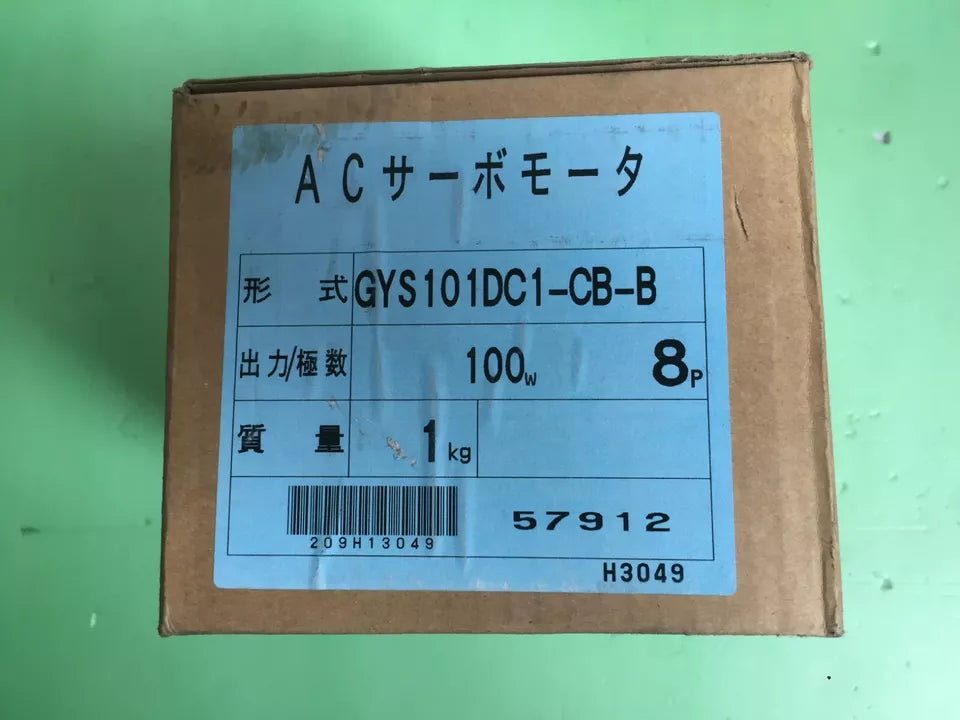 ACサーボモータ
形 式 GYS101DC1-CB-B
出力/極数 100W 8P
質 量 1kg
209H13049 57912
H3049